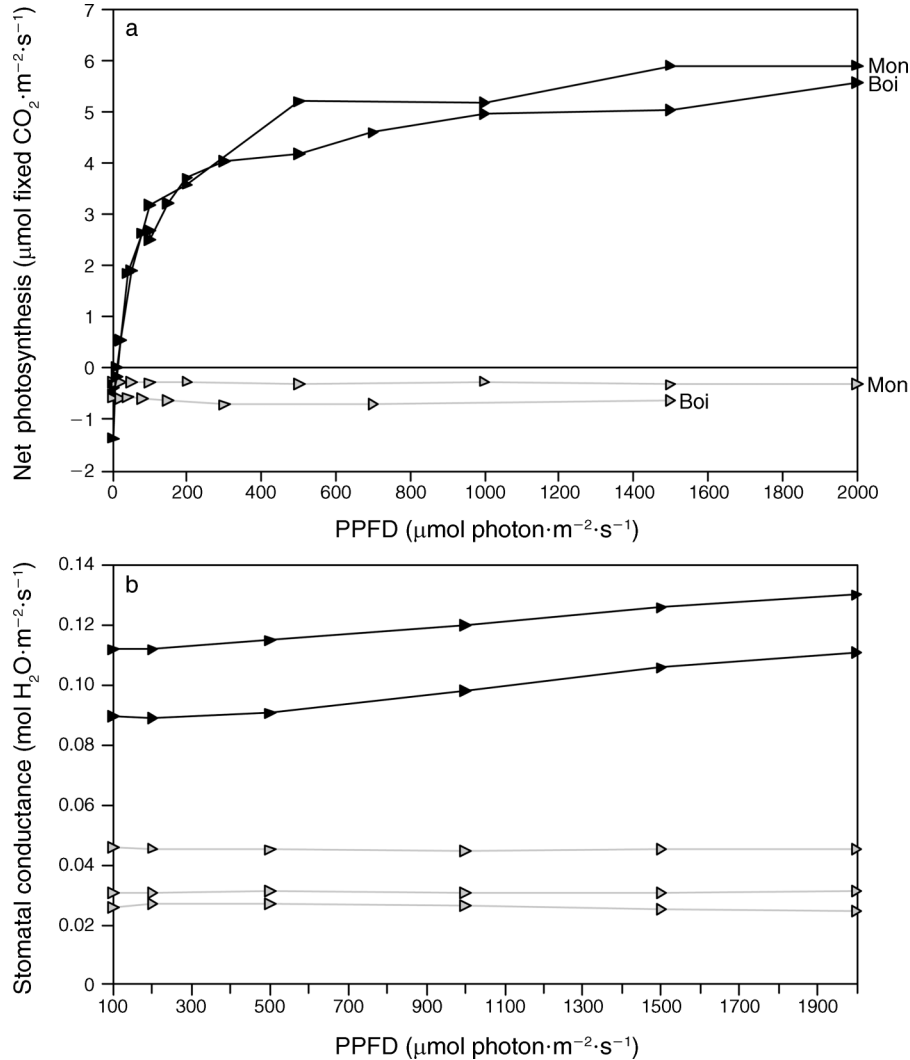 a
Net photosynthesis (μmol fixed CO₂·m⁻²·s⁻¹)
7
6
5
4
3
2
1
0
−1
−2
Mon
Boi
Mon
Boi
0 200 400 600 800 1000 1200 1400 1600 1800 2000
PPFD (μmol photon·m⁻²·s⁻¹)
b
Stomatal conductance (mol H₂O·m⁻²·s⁻¹)
0.14
0.12
0.10
0.08
0.06
0.04
0.02
0
100 300 500 700 900 1100 1300 1500 1700 1900
PPFD (μmol photon·m⁻²·s⁻¹)